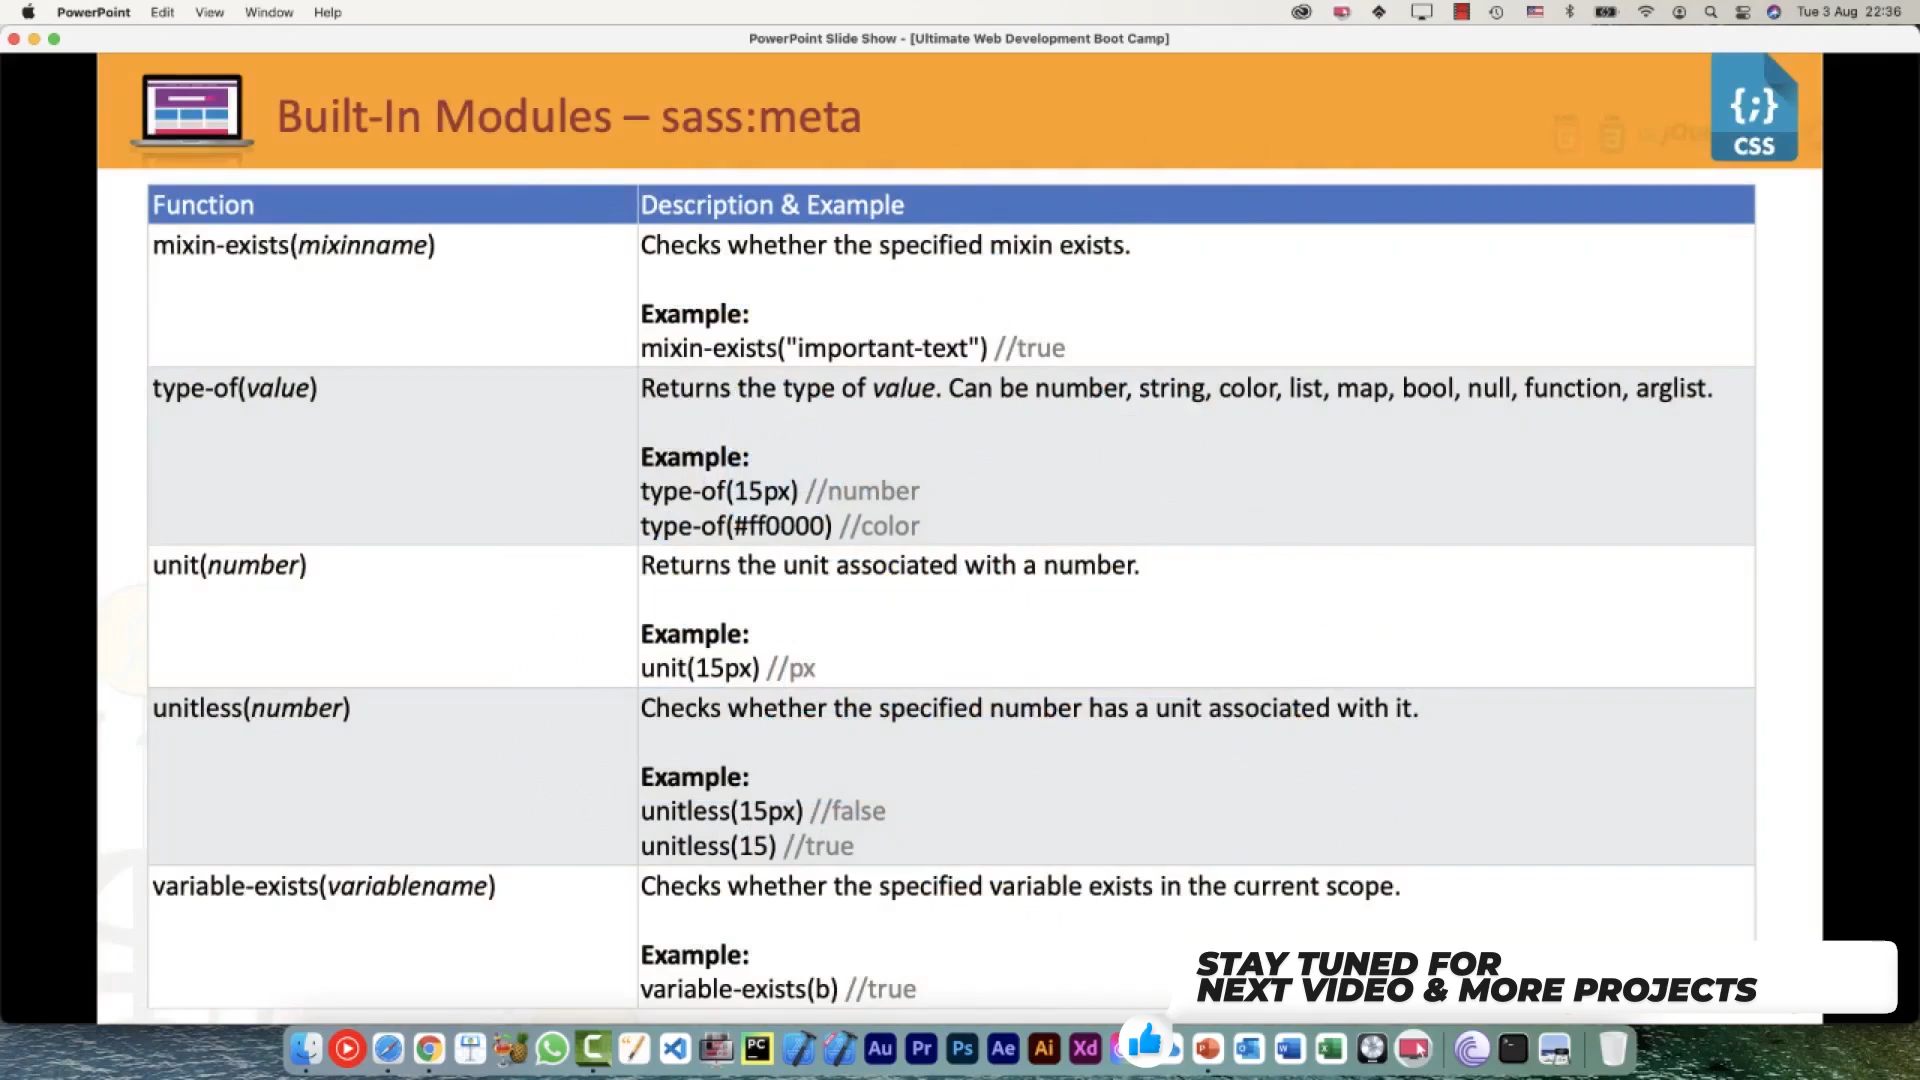 PowerPoint Edit View Window Help
Tue 3 Aug 22:36
PowerPoint Slide Show - [Ultimate Web Development Boot Camp]
Built-In Modules – sass:meta
{;}
CSS
Function Description & Example
mixin-exists(mixinname) Checks whether the specified mixin exists.
Example:
mixin-exists("important-text") //true
type-of(value) Returns the type of value. Can be number, string, color, list, map, bool, null, function, arglist.
Example:
type-of(15px) //number
type-of(#ff0000) //color
unit(number) Returns the unit associated with a number.
Example:
unit(15px) //px
unitless(number) Checks whether the specified number has a unit associated with it.
Example:
unitless(15px) //false
unitless(15) //true
variable-exists(variablename) Checks whether the specified variable exists in the current scope.
Example:
variable-exists(b) //true
STAY TUNED FOR
NEXT VIDEO & MORE PROJECTS
PC Au Pr Ps Ae Ai Xd